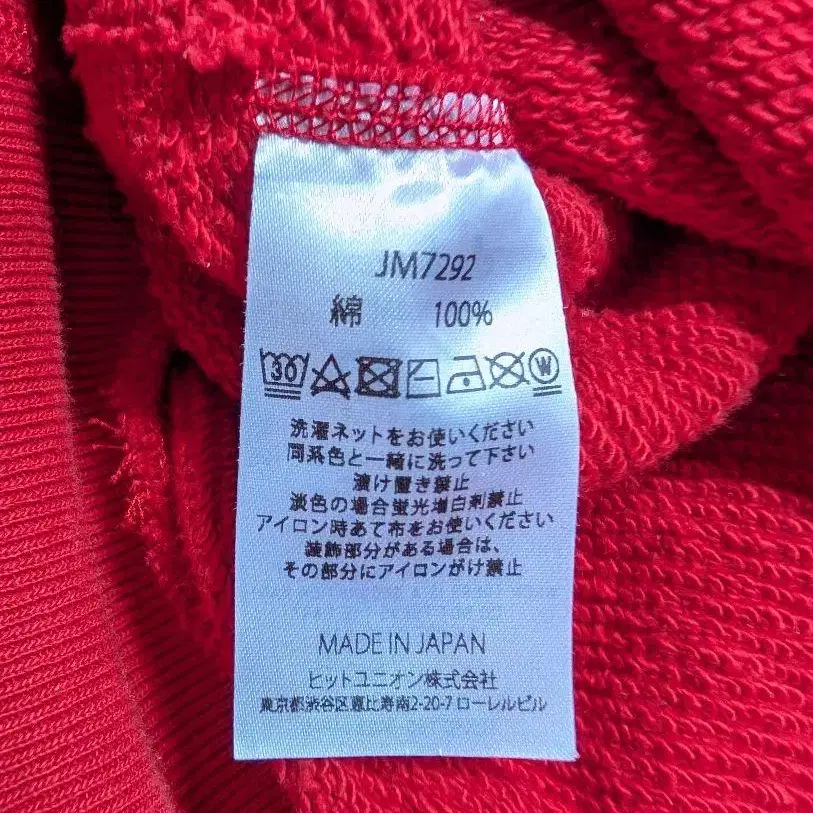 JM7292
綿 100%
30 W
洗濯ネットをお使いください
同系色と一緒に洗って下さい
漬け置き禁止
淡色の場合蛍光増白剤禁止
アイロン時あて布をお使いください
装飾部分がある場合は、
その部分にアイロンがけ禁止
MADE IN JAPAN
ヒットユニオン株式会社
東京都渋谷区恵比寿南2-20-7 ローレルビル